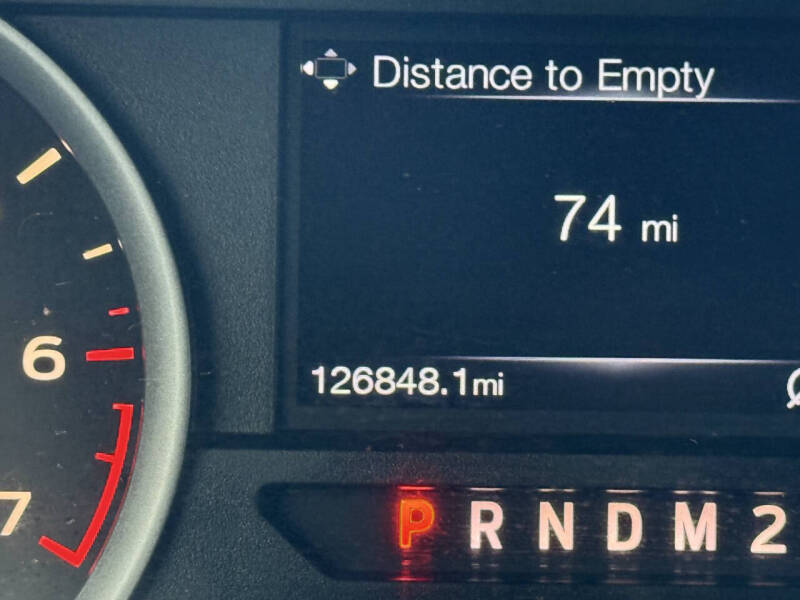 Distance to Empty
74 mi
6
126848.1mi
7
P R N D M 2